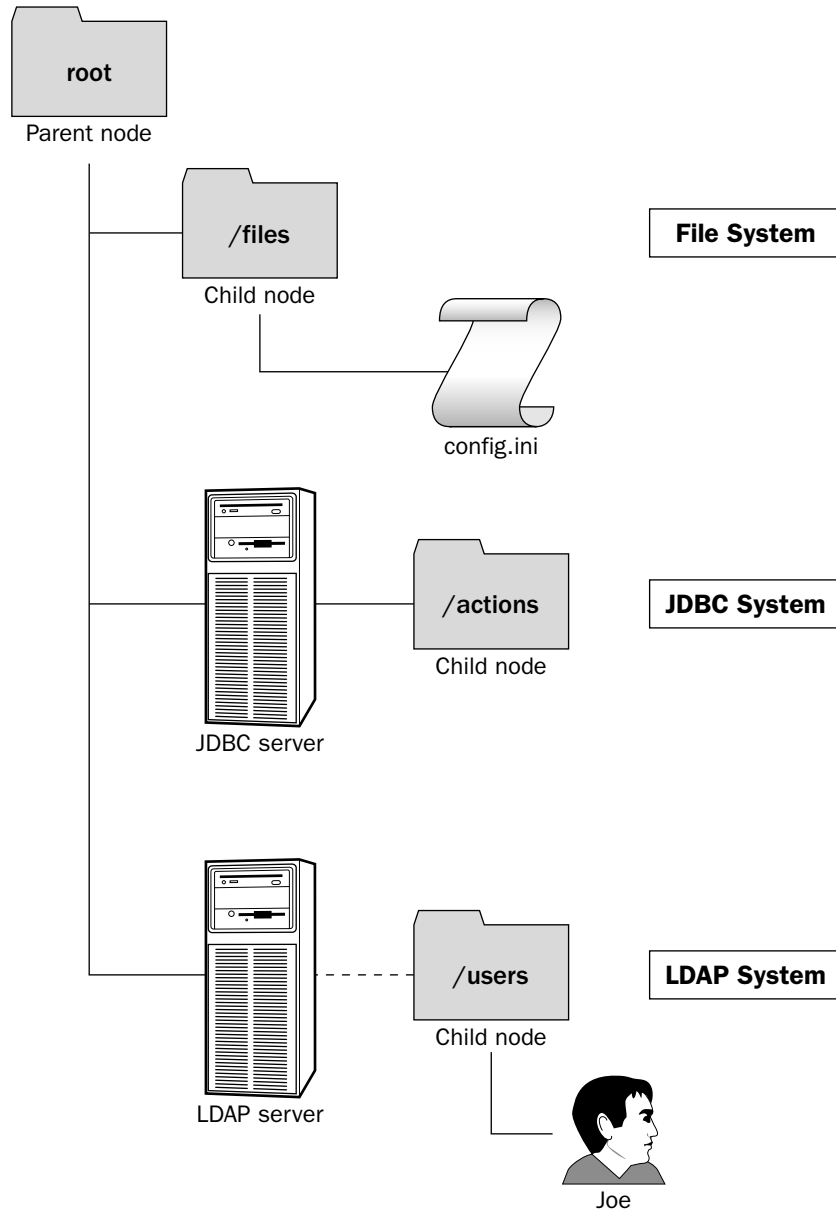 root
Parent node
/files
File System
Child node
config.ini
/actions
JDBC System
Child node
JDBC server
/users
LDAP System
Child node
LDAP server
Joe